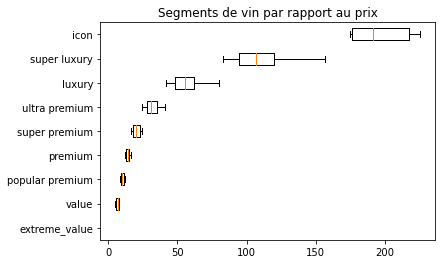 Segments de vin par rapport au prix
icon
super luxury
luxury
ultra premium
super premium
premium
popular premium
value
extreme_value
0 50 100 150 200